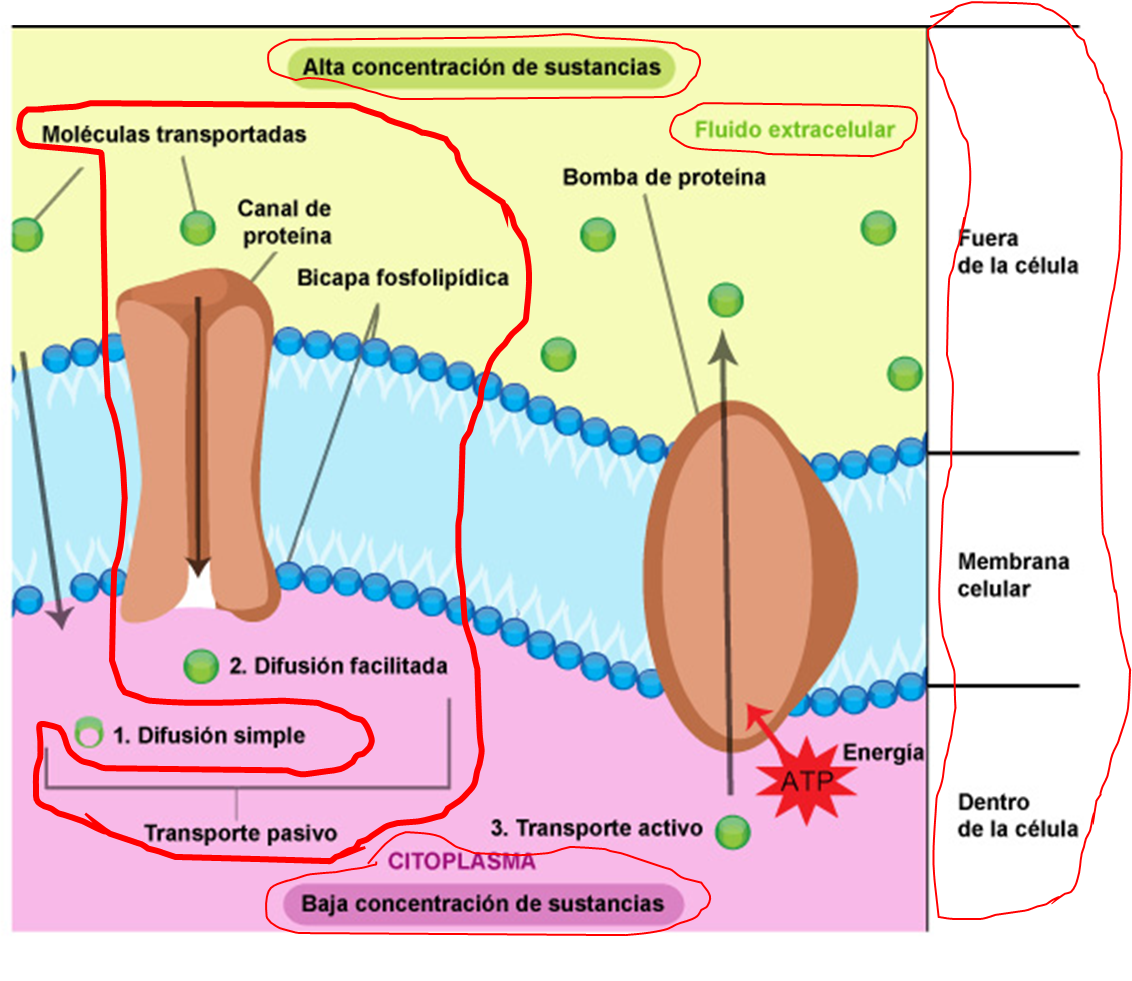 Alta concentración de sustancias
Fluido extracelular
Moléculas transportadas
Bomba de proteína
Canal de
proteína
Bicapa fosfolipídica
Fuera
de la célula
Membrana
celular
2. Difusión facilitada
1. Difusión simple
Energía
ATP
Dentro
de la célula
Transporte pasivo
3. Transporte activo
CITOPLASMA
Baja concentración de sustancias